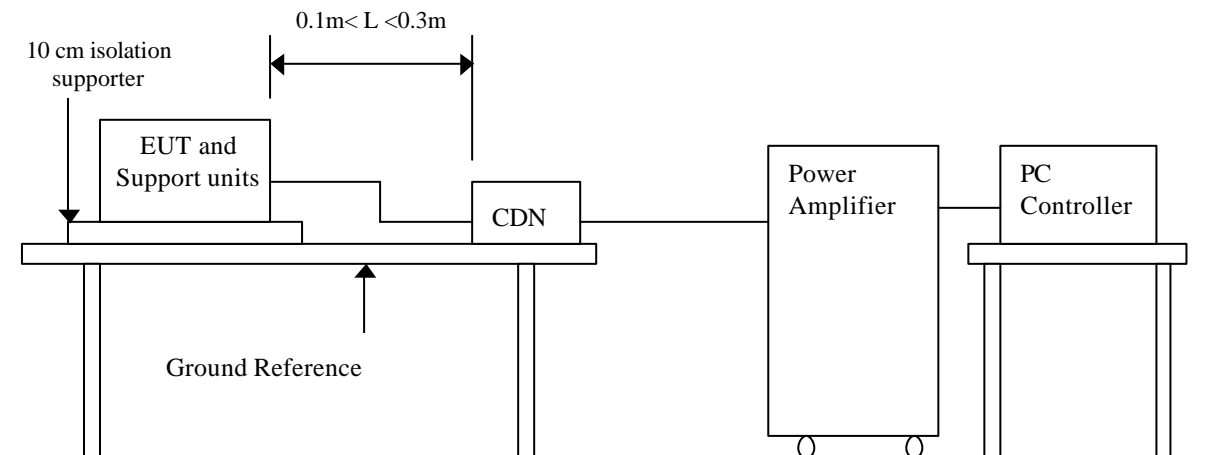 0.1m< L <0.3m
10 cm isolation
supporter
EUT and
Support units
CDN
Power
Amplifier
PC
Controller
Ground Reference